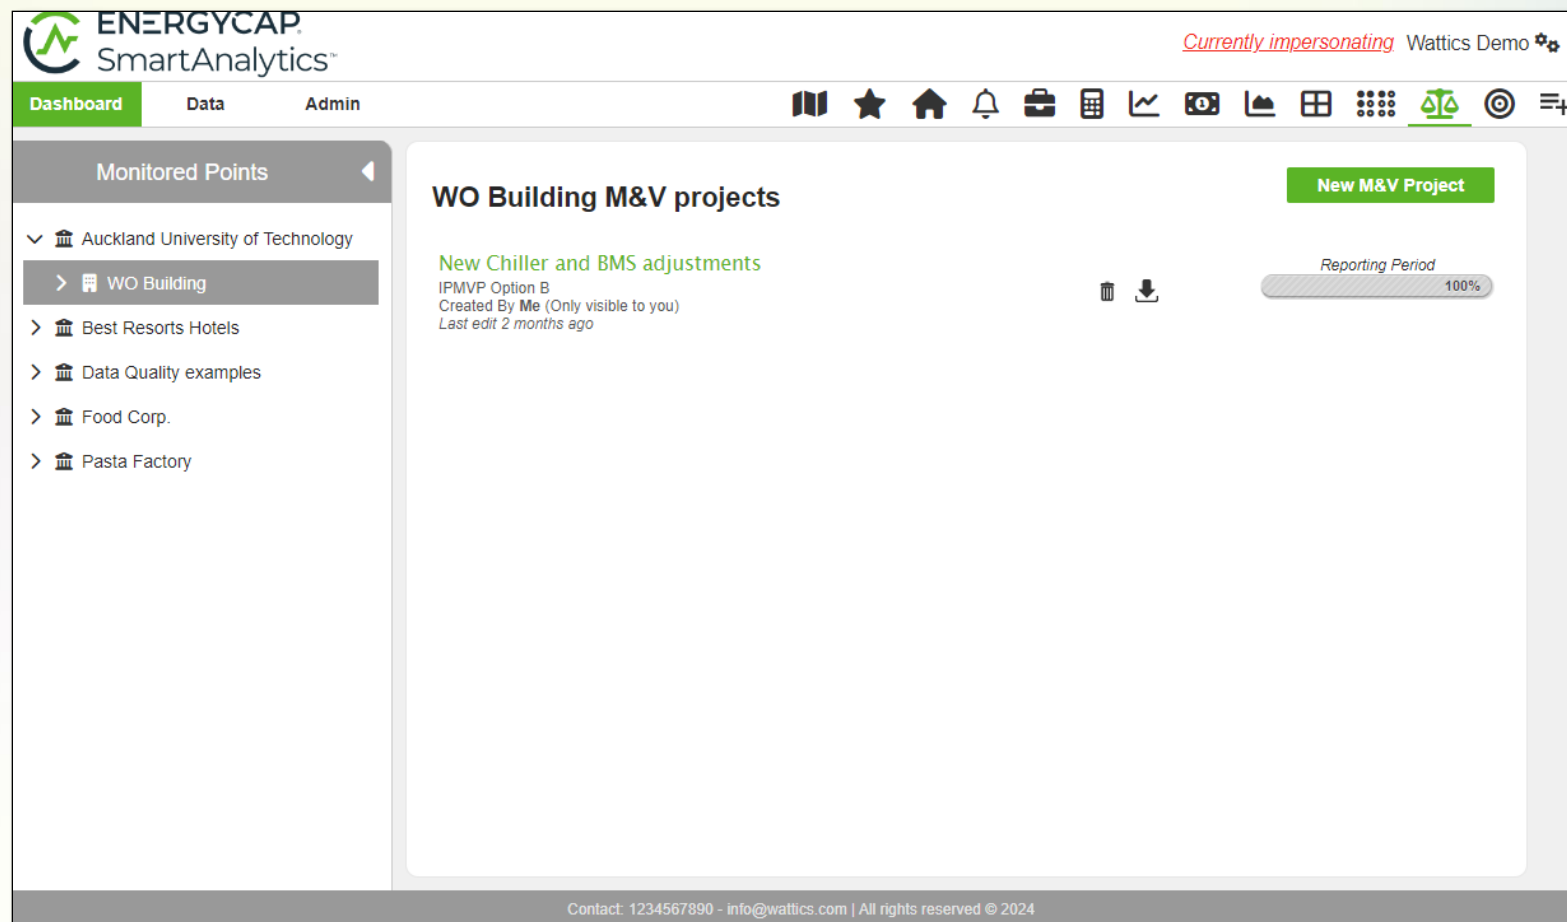 ENERGYCAP.
SmartAnalytics™
Currently impersonating Wattics Demo
Dashboard Data Admin
Monitored Points
Auckland University of Technology
WO Building
Best Resorts Hotels
Data Quality examples
Food Corp.
Pasta Factory
WO Building M&V projects
New M&V Project
New Chiller and BMS adjustments
IPMVP Option B
Created By Me (Only visible to you)
Last edit 2 months ago
Reporting Period
100%
Contact: 1234567890 - info@wattics.com | All rights reserved © 2024